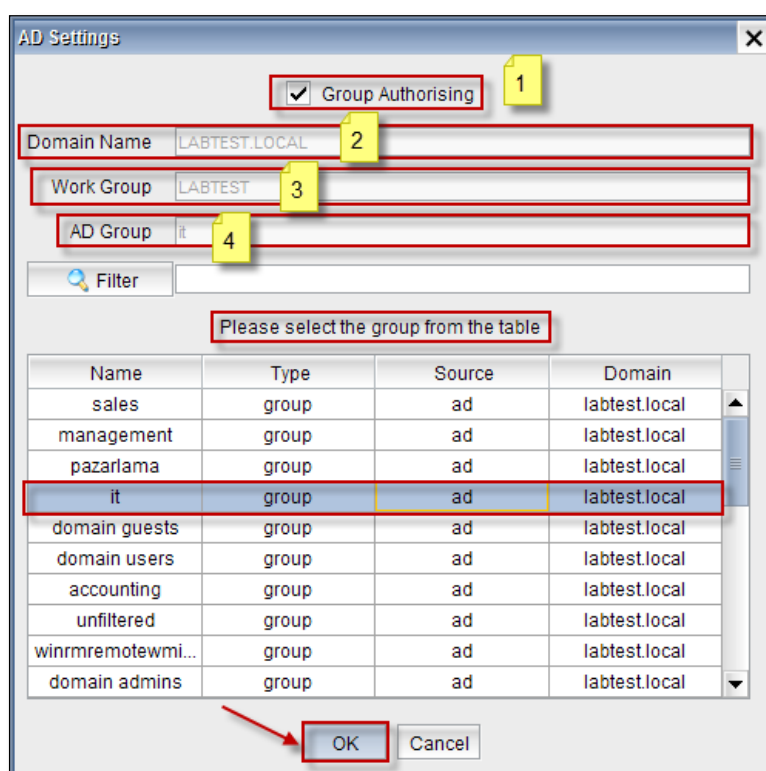 AD Settings
Group Authorising
1
Domain Name LABTEST.LOCAL
2
Work Group LABTEST
3
AD Group it
4
Filter
Please select the group from the table
Name Type Source Domain
sales group ad labtest.local
management group ad labtest.local
pazarlama group ad labtest.local
it group ad labtest.local
domain guests group ad labtest.local
domain users group ad labtest.local
accounting group ad labtest.local
unfiltered group ad labtest.local
winrmremotewmi... group ad labtest.local
domain admins group ad labtest.local
OK Cancel